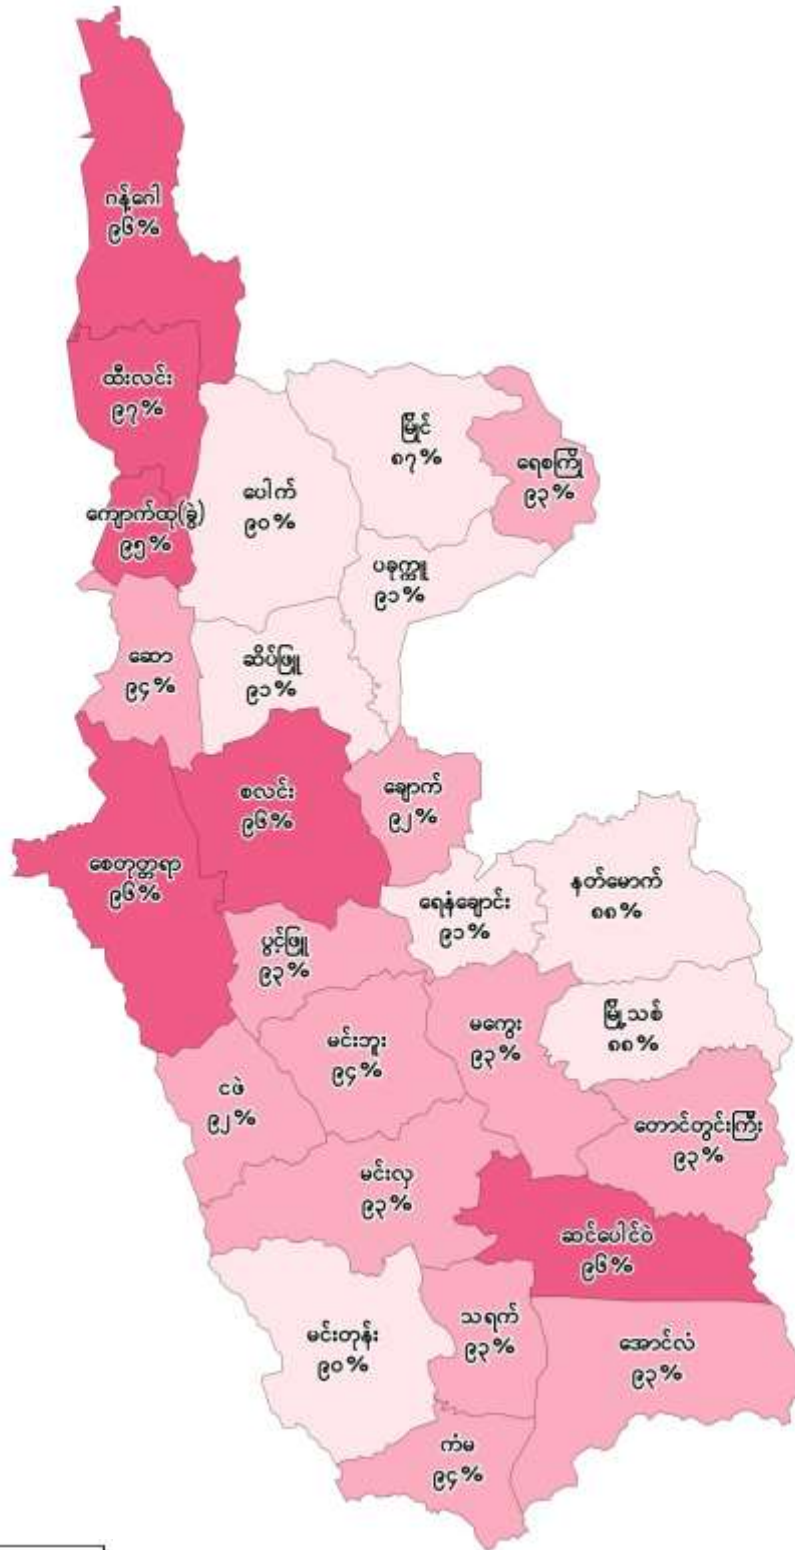 ဂန့်ဂေါ
၉၆%
ထီးလင်း
၉၇%
မြိုင်
၈၇%
ရေစကြို
၉၃%
ပေါက်
၉၀%
ကျောက်ထု(ခွဲ)
၉၅%
ပခုက္ကူ
၉၁%
ဆော
၉၄%
ဆိပ်ဖြူ
၉၁%
စလင်း
၉၆%
ချောက်
၉၂%
စေတုတ္တရာ
၉၆%
ရေနံချောင်း
၉၁%
နတ်မောက်
၈၈%
ပွင့်ဖြူ
၉၃%
မင်းဘူး
၉၄%
မကွေး
၉၃%
မြို့သစ်
၈၈%
ငဖဲ
၉၂%
တောင်တွင်းကြီး
၉၃%
မင်းလှ
၉၃%
ဆင်ပေါင်ဝဲ
၉၆%
မင်းတုန်း
၉၀%
သရက်
၉၃%
အောင်လံ
၉၃%
ကံမ
၉၄%